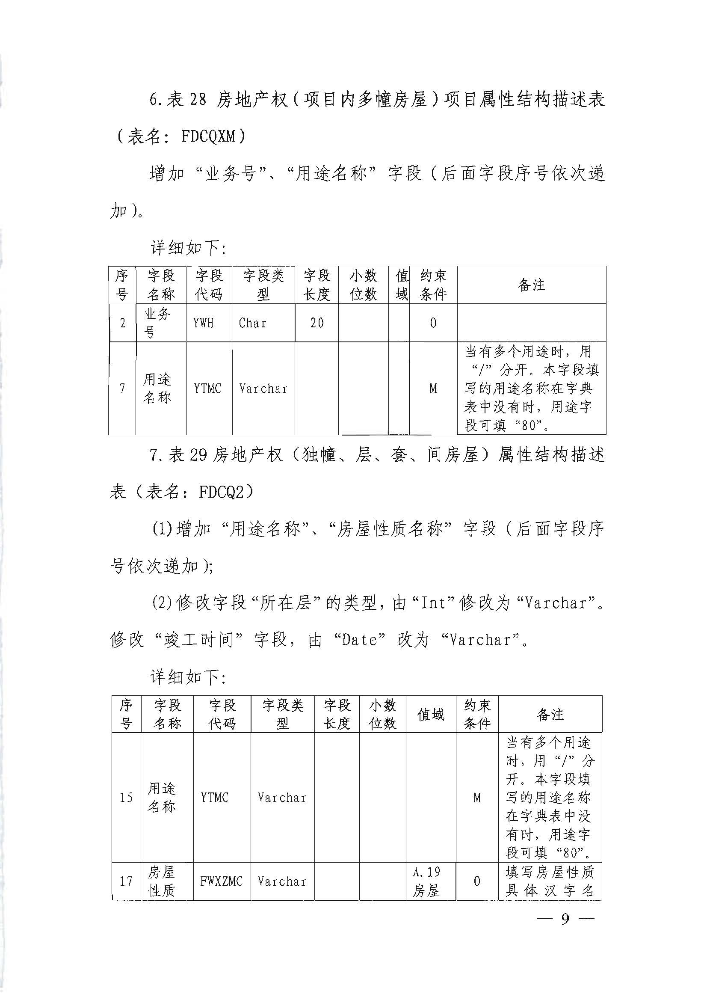 6.表 28 房地产权（项目内多幢房屋）项目属性结构描述表
（表名：FDCQXM）
增加“业务号”、“用途名称”字段（后面字段序号依次递
加）。
详细如下：
序号 字段名称 字段代码 字段类型 字段长度 小数位数 值域 约束条件 备注
2 业务号 YWH Char 20 O
7 用途名称 YTMC Varchar M 当有多个用途时，用“/”分开。本字段填写的用途名称在字典表中没有时，用途字段可填“80”。
7.表 29 房地产权（独幢、层、套、间房屋）属性结构描述
表（表名：FDCQ2）
(1)增加“用途名称”、“房屋性质名称”字段（后面字段序
号依次递加）；
(2)修改字段“所在层”的类型，由“Int”修改为“Varchar”。
修改“竣工时间”字段，由“Date”改为“Varchar”。
详细如下：
序号 字段名称 字段代码 字段类型 字段长度 小数位数 值域 约束条件 备注
15 用途名称 YTMC Varchar M 当有多个用途时，用“/”分开。本字段填写的用途名称在字典表中没有时，用途字段可填“80”。
17 房屋性质 FWXZMC Varchar A.19 房屋 O 填写房屋性质具体汉字名
— 9 —